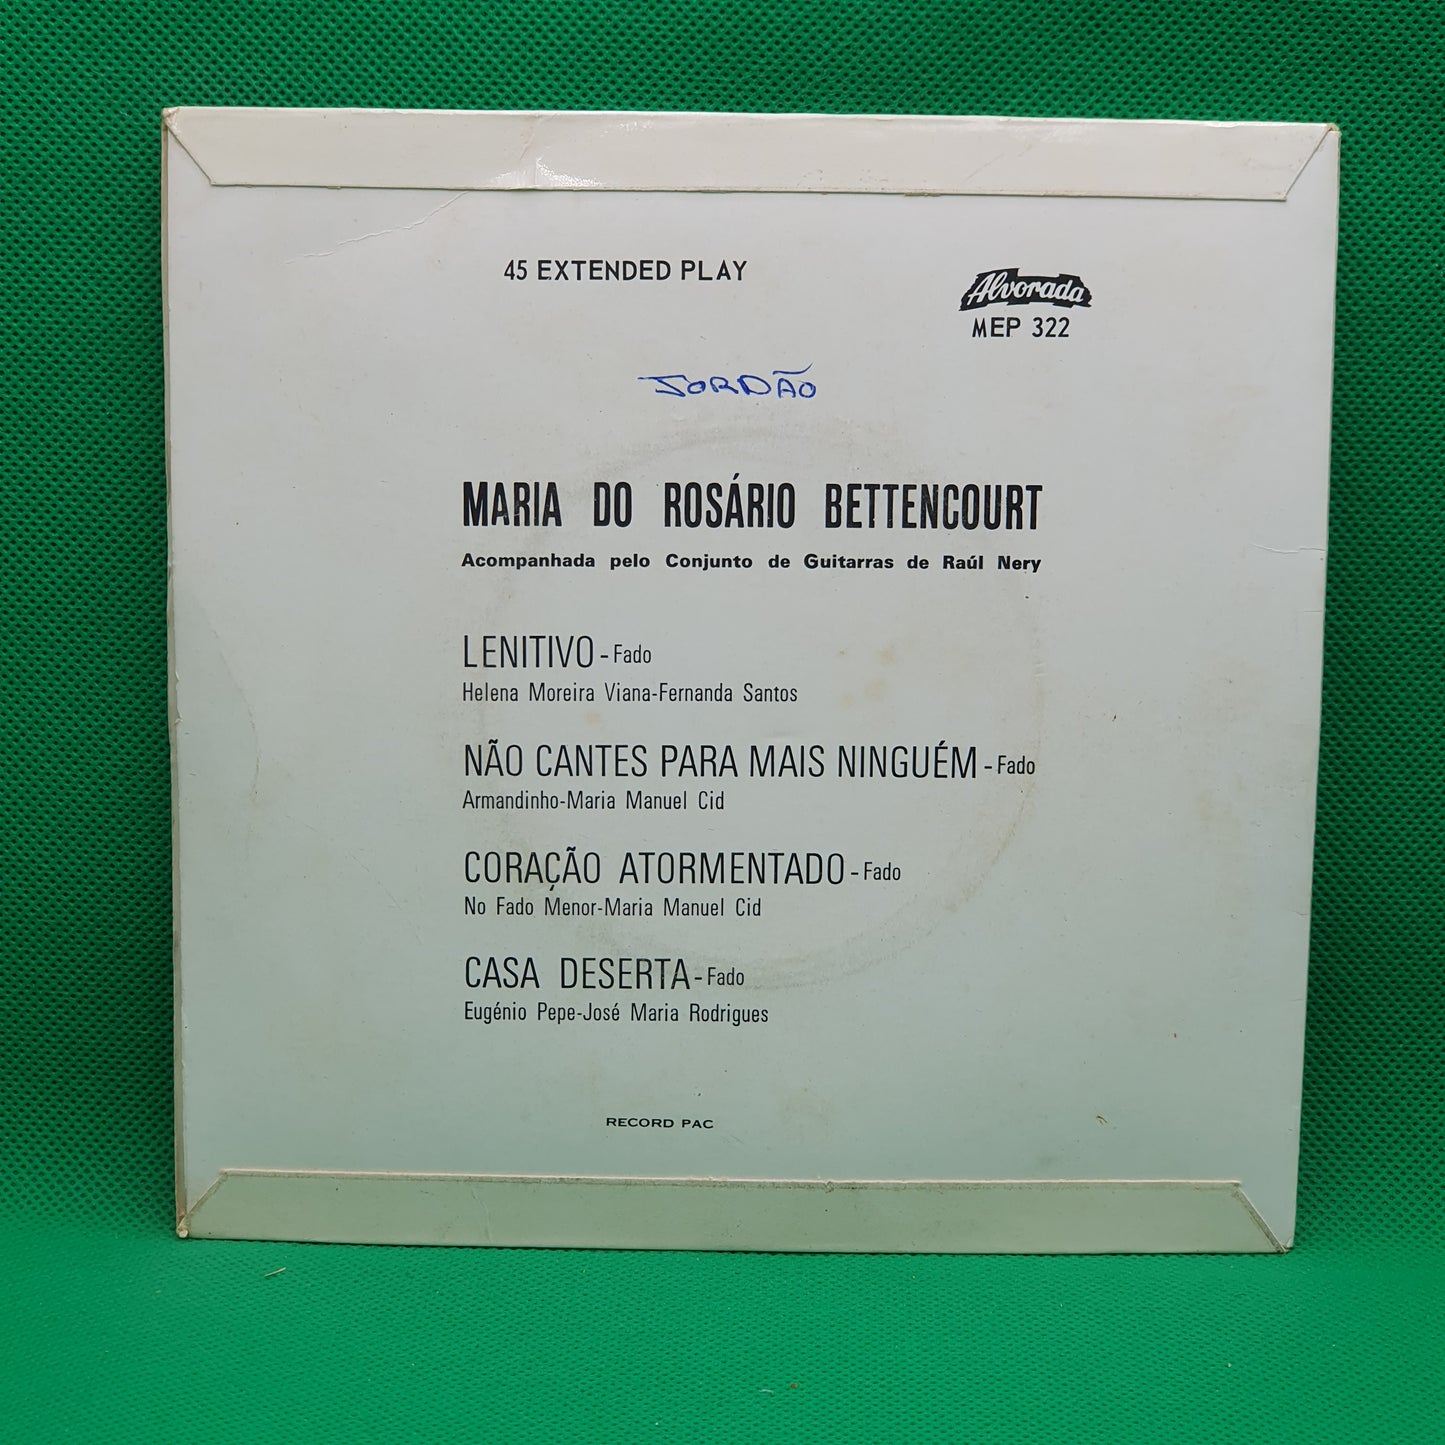 45 EXTENDED PLAY
Alvorada
MEP 322
JORDÃO
MARIA DO ROSÁRIO BETTENCOURT
Acompanhada pelo Conjunto de Guitarras de Raúl Nery
LENITIVO - Fado
Helena Moreira Viana-Fernanda Santos
NÃO CANTES PARA MAIS NINGUÉM - Fado
Armandinho-Maria Manuel Cid
CORAÇÃO ATORMENTADO - Fado
No Fado Menor-Maria Manuel Cid
CASA DESERTA - Fado
Eugénio Pepe-José Maria Rodrigues
RECORD PAC